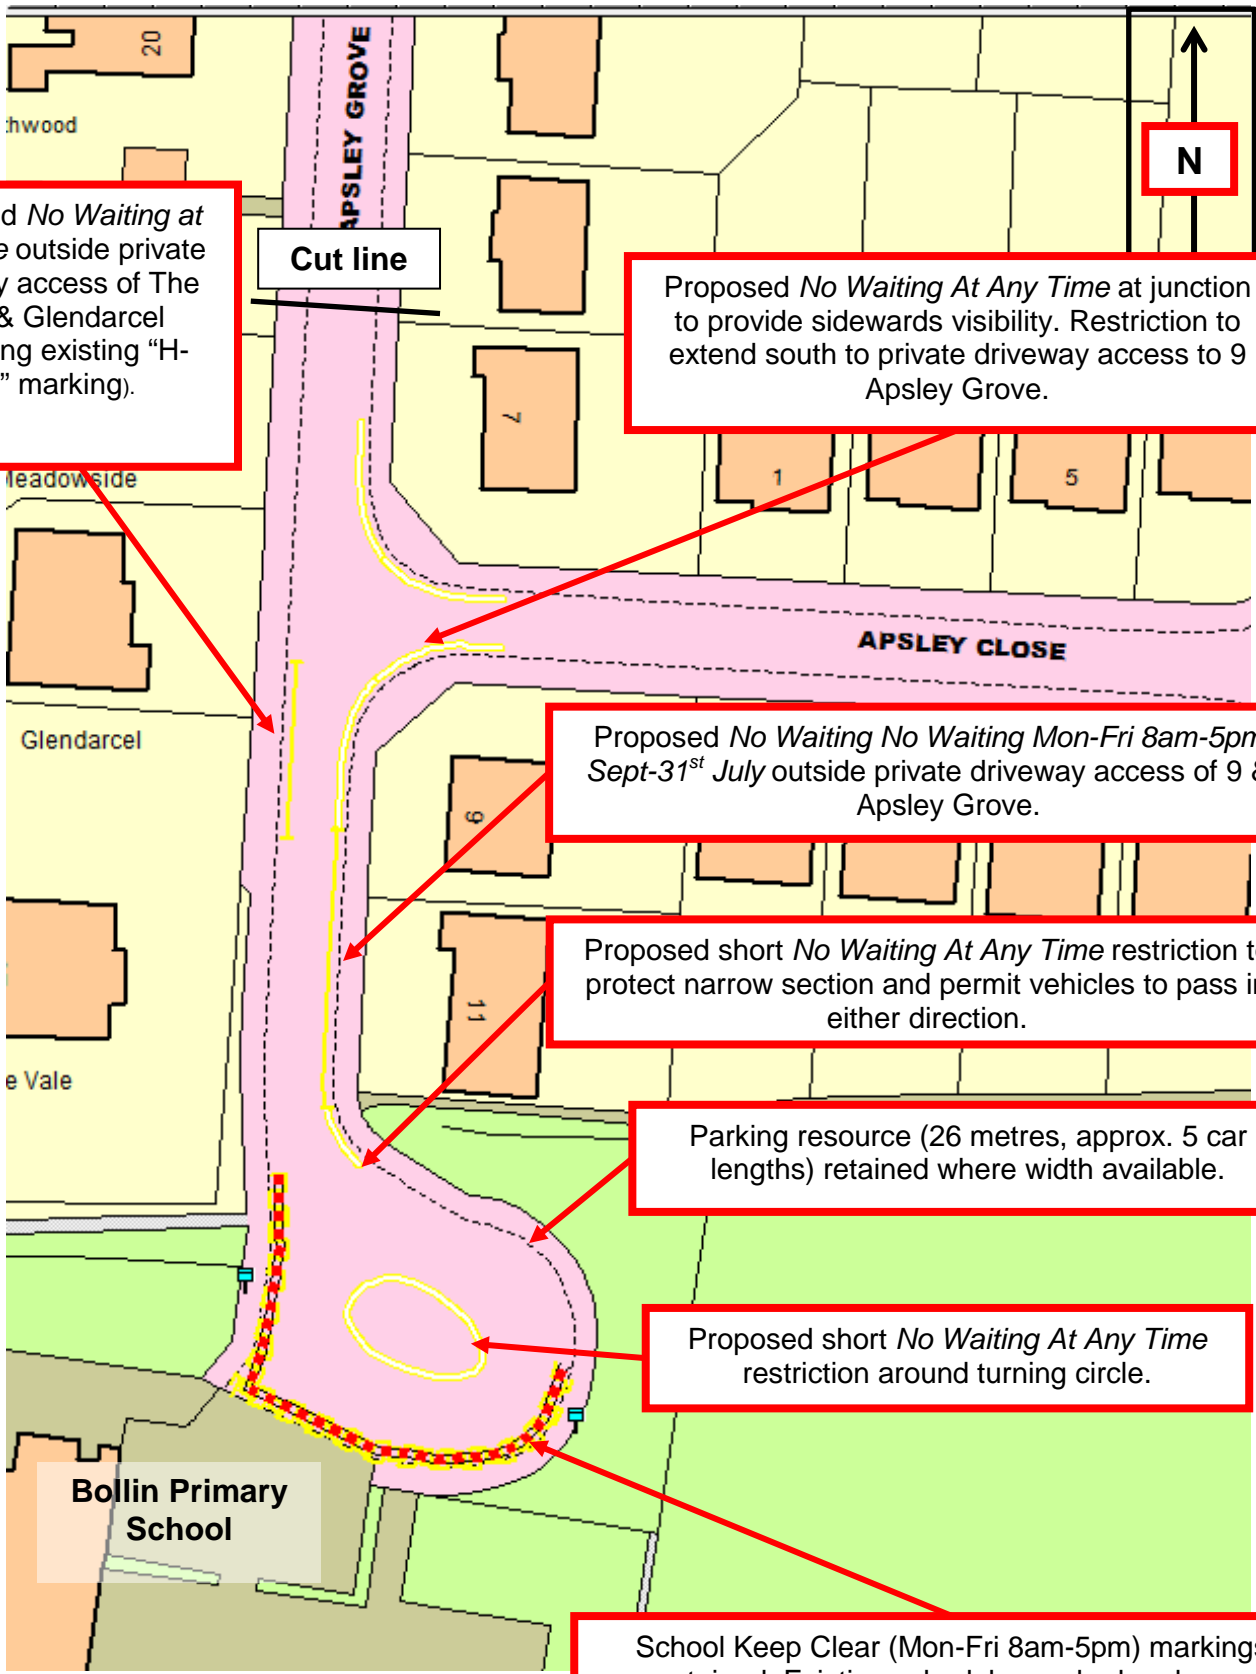 20
APSLEY GROVE
N
thwood
d No Waiting at
e outside private
y access of The
& Glendarcel
ng existing “H-
” marking).
Cut line
Proposed No Waiting At Any Time at junction
to provide sidewards visibility. Restriction to
extend south to private driveway access to 9
Apsley Grove.
7
1
5
Meadowside
APSLEY CLOSE
Glendarcel
Proposed No Waiting No Waiting Mon-Fri 8am-5pm
Sept-31st July outside private driveway access of 9 &
Apsley Grove.
9
Proposed short No Waiting At Any Time restriction to
protect narrow section and permit vehicles to pass in
either direction.
11
e Vale
Parking resource (26 metres, approx. 5 car
lengths) retained where width available.
Proposed short No Waiting At Any Time
restriction around turning circle.
Bollin Primary
School
School Keep Clear (Mon-Fri 8am-5pm) markings